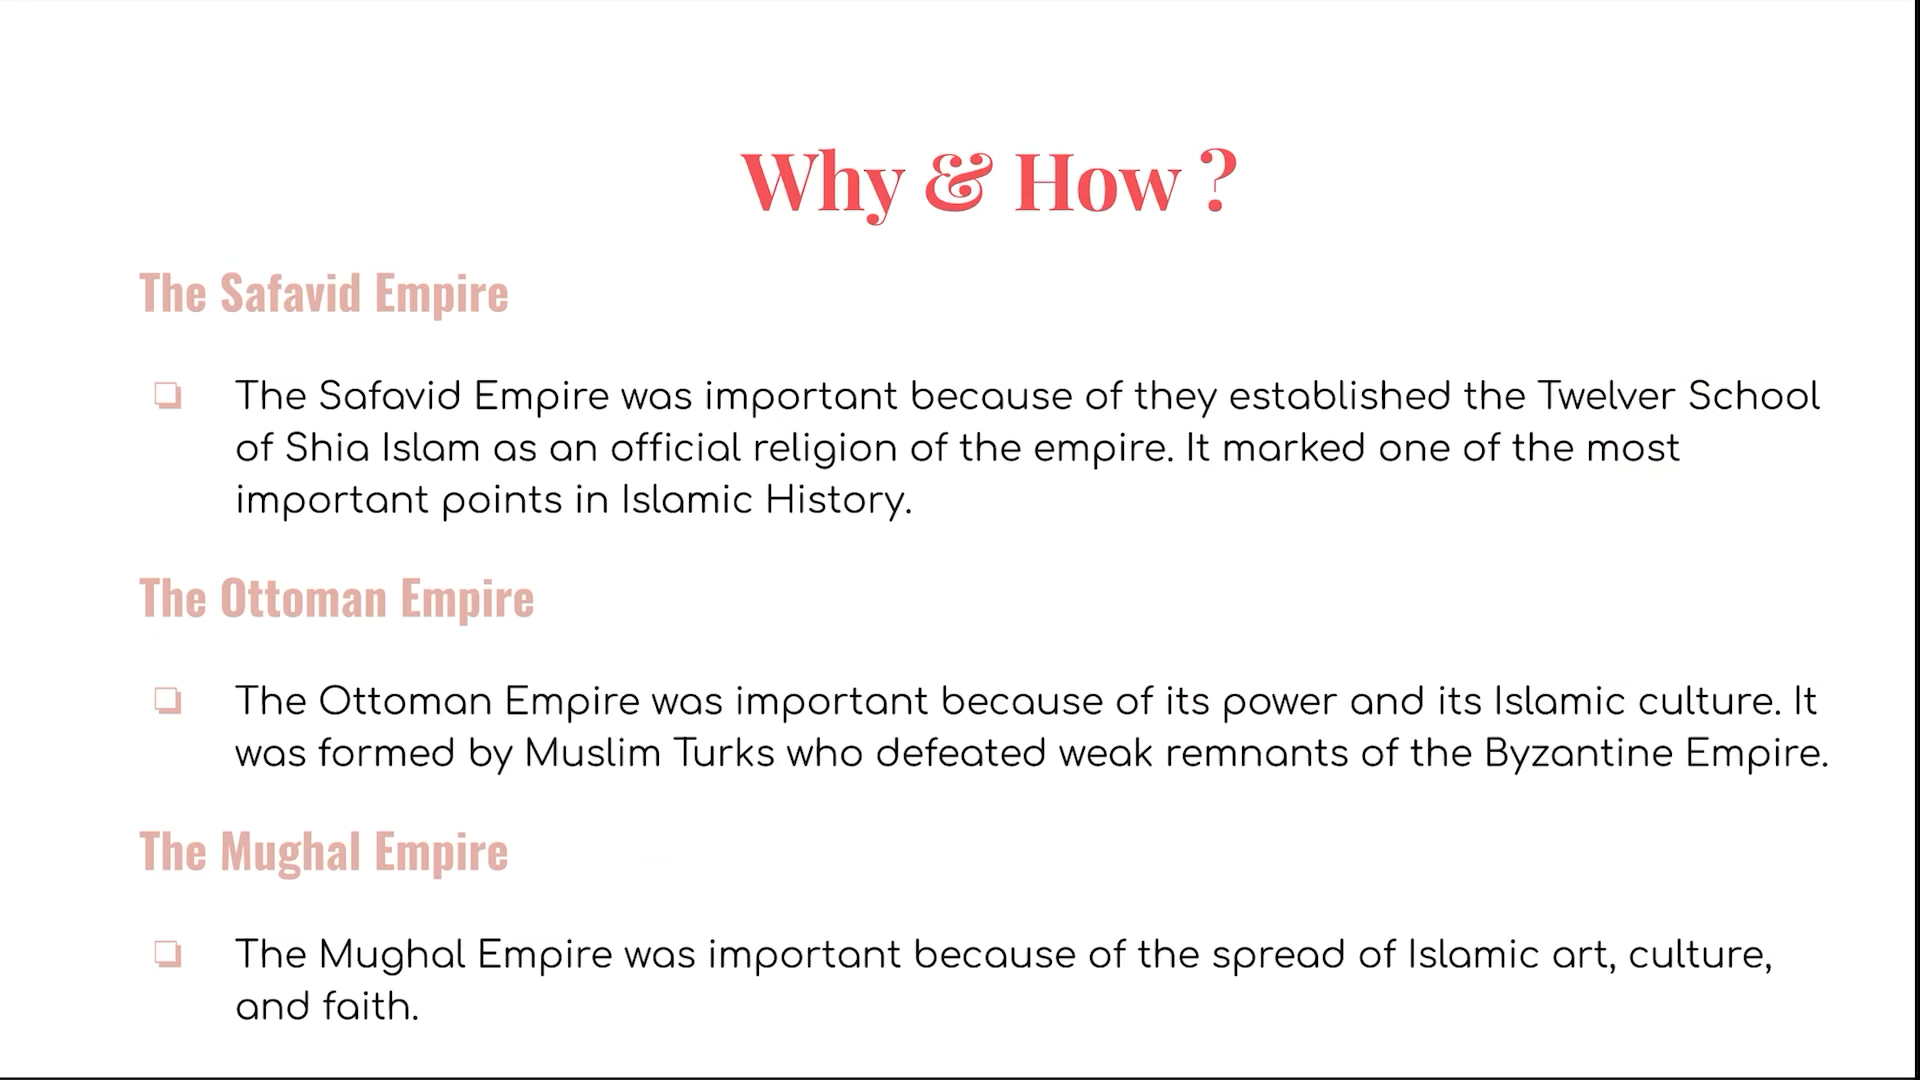 Why & How ?
The Safavid Empire
❏ The Safavid Empire was important because of they established the Twelver School
of Shia Islam as an official religion of the empire. It marked one of the most
important points in Islamic History.
The Ottoman Empire
❏ The Ottoman Empire was important because of its power and its Islamic culture. It
was formed by Muslim Turks who defeated weak remnants of the Byzantine Empire.
The Mughal Empire
❏ The Mughal Empire was important because of the spread of Islamic art, culture,
and faith.